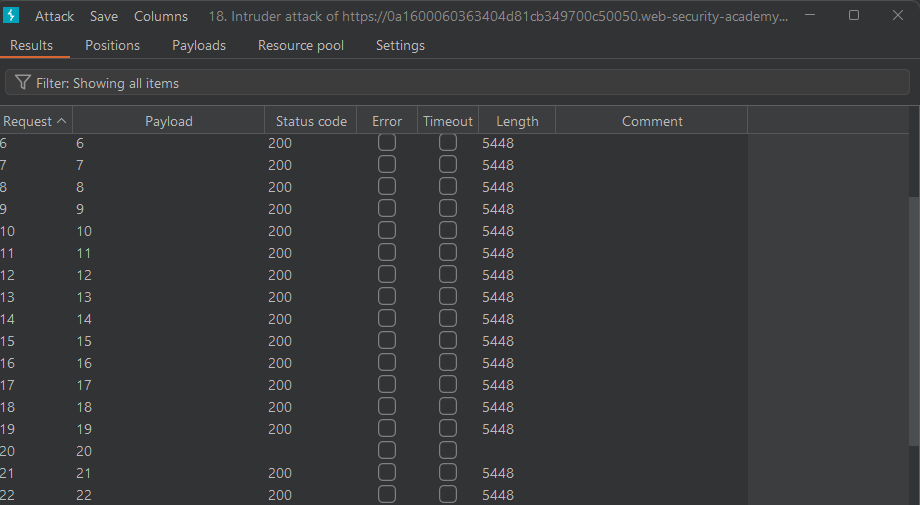 Attack Save Columns 18. Intruder attack of https://0a1600060363404d81cb349700c50050.web-security-academy...
Results Positions Payloads Resource pool Settings
Filter: Showing all items
Request Payload Status code Error Timeout Length Comment
6 6 200 5448
7 7 200 5448
8 8 200 5448
9 9 200 5448
10 10 200 5448
11 11 200 5448
12 12 200 5448
13 13 200 5448
14 14 200 5448
15 15 200 5448
16 16 200 5448
17 17 200 5448
18 18 200 5448
19 19 200 5448
20 20
21 21 200 5448
22 22 200 5448